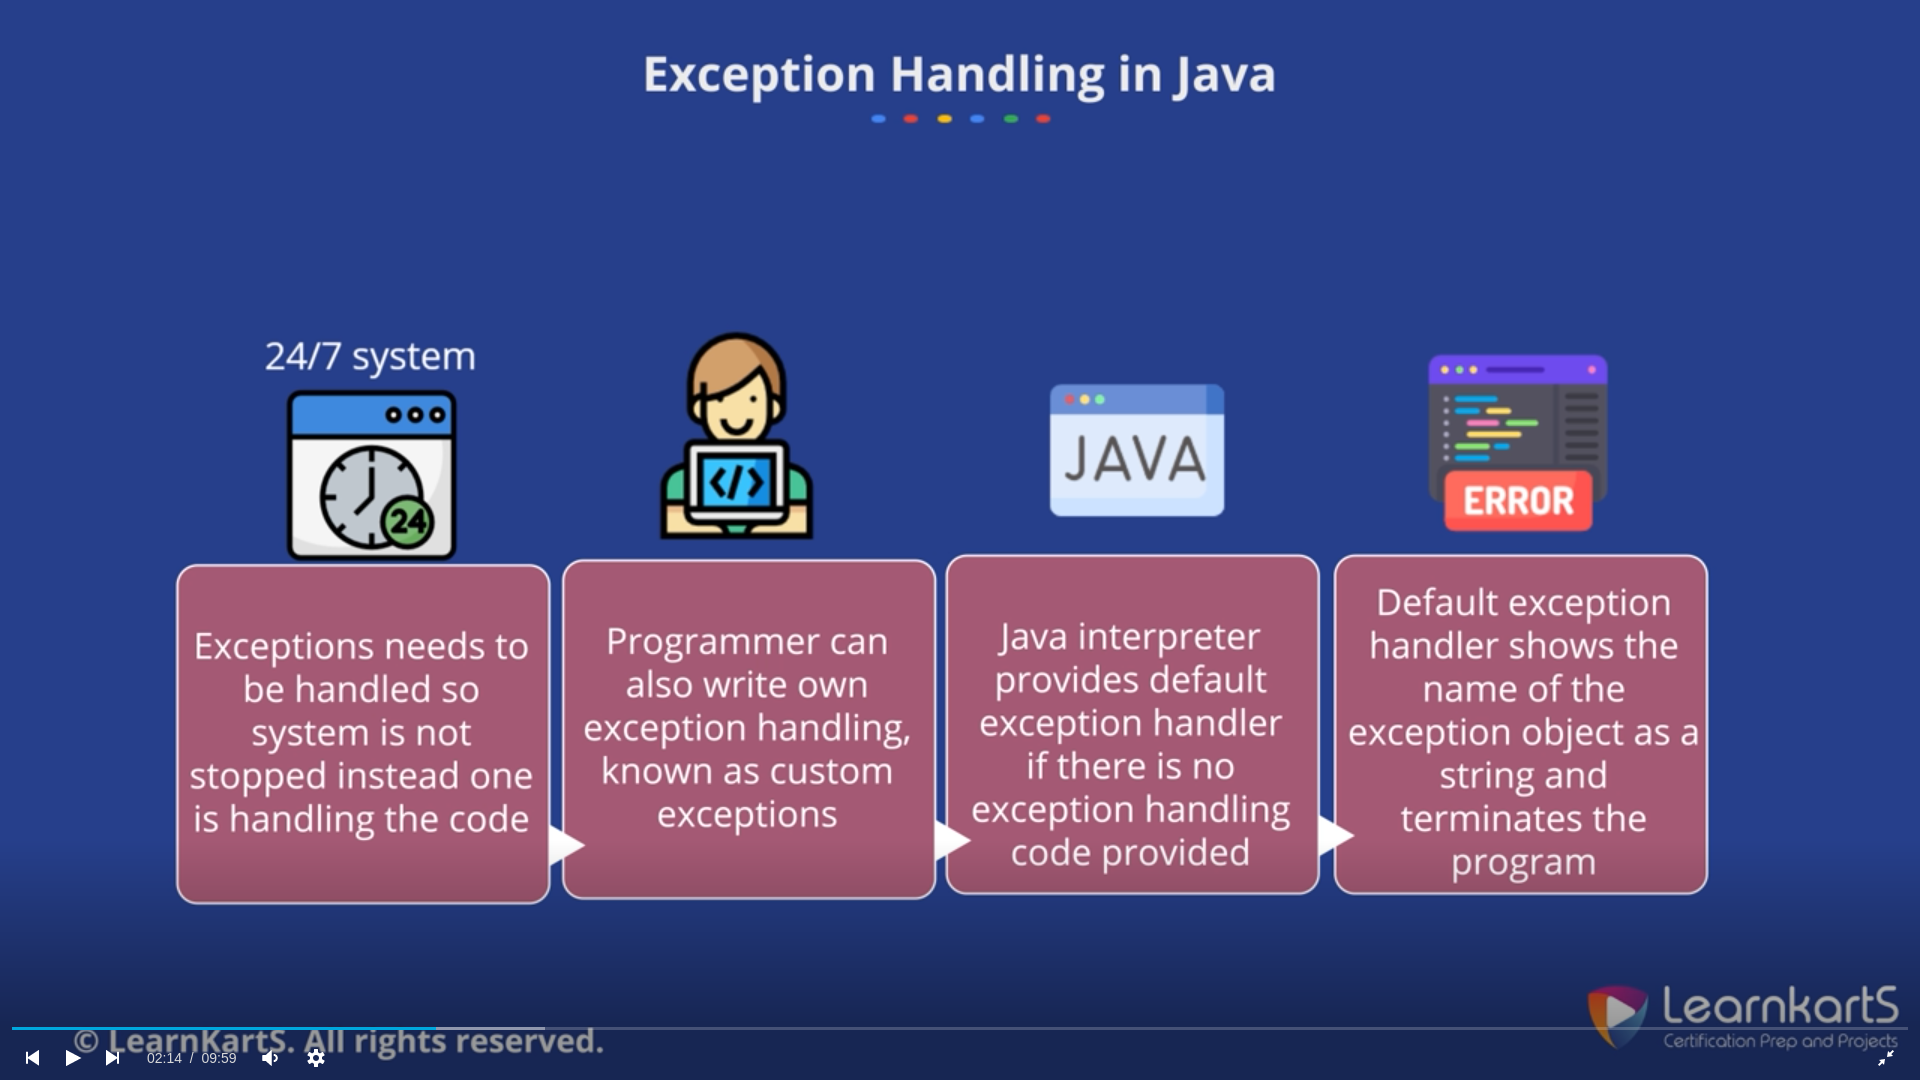 Exception Handling in Java
24/7 system
24
Exceptions needs to
be handled so
system is not
stopped instead one
is handling the code
</>
Programmer can
also write own
exception handling,
known as custom
exceptions
JAVA
Java interpreter
provides default
exception handler
if there is no
exception handling
code provided
ERROR
Default exception
handler shows the
name of the
exception object as a
string and
terminates the
program
LearnkartS
Certification Prep and Projects
© LearnKartS. All rights reserved.
02:14 / 09:59